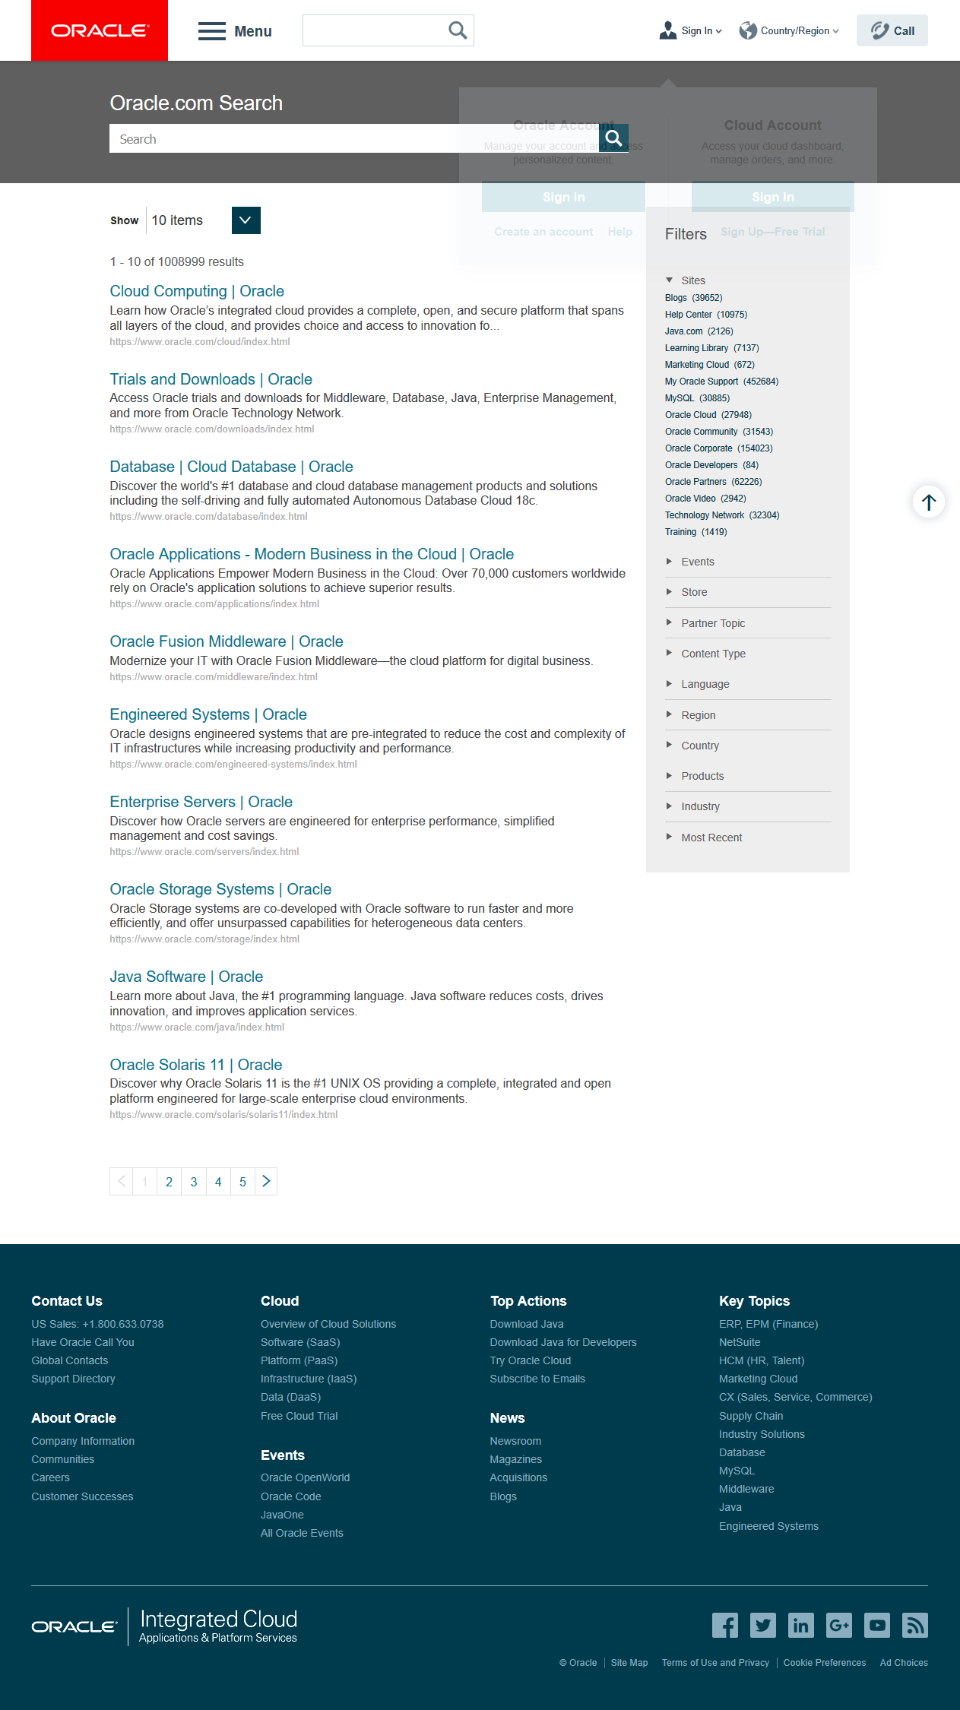 ORACLE
Menu
Sign In
Country/Region
Call
Oracle.com Search
Search
Oracle Account
Manage your account and access
personalized content
Sign in
Create an account Help
Cloud Account
Access your cloud dashboard,
manage orders, and more
Sign In
Sign Up—Free Trial
Show 10 items
1 - 10 of 1008999 results
Cloud Computing | Oracle
Learn how Oracle's integrated cloud provides a complete, open, and secure platform that spans
all layers of the cloud, and provides choice and access to innovation fo...
https://www.oracle.com/cloud/index.html
Trials and Downloads | Oracle
Access Oracle trials and downloads for Middleware, Database, Java, Enterprise Management,
and more from Oracle Technology Network.
https://www.oracle.com/downloads/index.html
Database | Cloud Database | Oracle
Discover the world's #1 database and cloud database management products and solutions
including the self-driving and fully automated Autonomous Database Cloud 18c.
https://www.oracle.com/database/index.html
Oracle Applications - Modern Business in the Cloud | Oracle
Oracle Applications Empower Modern Business in the Cloud: Over 70,000 customers worldwide
rely on Oracle's application solutions to achieve superior results.
https://www.oracle.com/applications/index.html
Oracle Fusion Middleware | Oracle
Modernize your IT with Oracle Fusion Middleware—the cloud platform for digital business.
https://www.oracle.com/middleware/index.html
Engineered Systems | Oracle
Oracle designs engineered systems that are pre-integrated to reduce the cost and complexity of
IT infrastructures while increasing productivity and performance.
https://www.oracle.com/engineered-systems/index.html
Enterprise Servers | Oracle
Discover how Oracle servers are engineered for enterprise performance, simplified
management and cost savings.
https://www.oracle.com/servers/index.html
Oracle Storage Systems | Oracle
Oracle Storage systems are co-developed with Oracle software to run faster and more
efficiently, and offer unsurpassed capabilities for heterogeneous data centers.
https://www.oracle.com/storage/index.html
Java Software | Oracle
Learn more about Java, the #1 programming language. Java software reduces costs, drives
innovation, and improves application services.
https://www.oracle.com/java/index.html
Oracle Solaris 11 | Oracle
Discover why Oracle Solaris 11 is the #1 UNIX OS providing a complete, integrated and open
platform engineered for large-scale enterprise cloud environments.
https://www.oracle.com/solaris/solaris11/index.html
1 2 3 4 5
Filters
Sites
Blogs (39652)
Help Center (10975)
Java.com (2126)
Learning Library (7137)
Marketing Cloud (672)
My Oracle Support (452684)
MySQL (30885)
Oracle Cloud (27948)
Oracle Community (31543)
Oracle Corporate (154023)
Oracle Developers (84)
Oracle Partners (62226)
Oracle Video (2942)
Technology Network (32304)
Training (1419)
Events
Store
Partner Topic
Content Type
Language
Region
Country
Products
Industry
Most Recent
Contact Us
US Sales: +1.800.633.0738
Have Oracle Call You
Global Contacts
Support Directory
About Oracle
Company Information
Communities
Careers
Customer Successes
Cloud
Overview of Cloud Solutions
Software (SaaS)
Platform (PaaS)
Infrastructure (IaaS)
Data (DaaS)
Free Cloud Trial
Events
Oracle OpenWorld
Oracle Code
JavaOne
All Oracle Events
Top Actions
Download Java
Download Java for Developers
Try Oracle Cloud
Subscribe to Emails
News
Newsroom
Magazines
Acquisitions
Blogs
Key Topics
ERP, EPM (Finance)
NetSuite
HCM (HR, Talent)
Marketing Cloud
CX (Sales, Service, Commerce)
Supply Chain
Industry Solutions
Database
MySQL
Middleware
Java
Engineered Systems
ORACLE
Integrated Cloud
Applications & Platform Services
© Oracle | Site Map Terms of Use and Privacy | Cookie Preferences Ad Choices